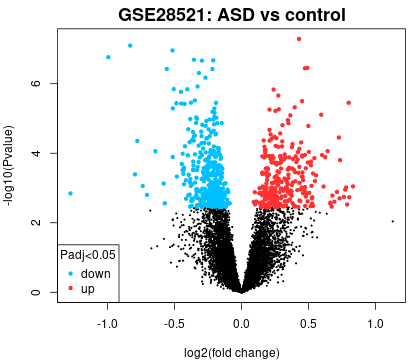 GSE28521: ASD vs control
-log10(Pvalue)
6
4
2
0
Padj<0.05
down
up
-1.0
-0.5
0.0
0.5
1.0
log2(fold change)